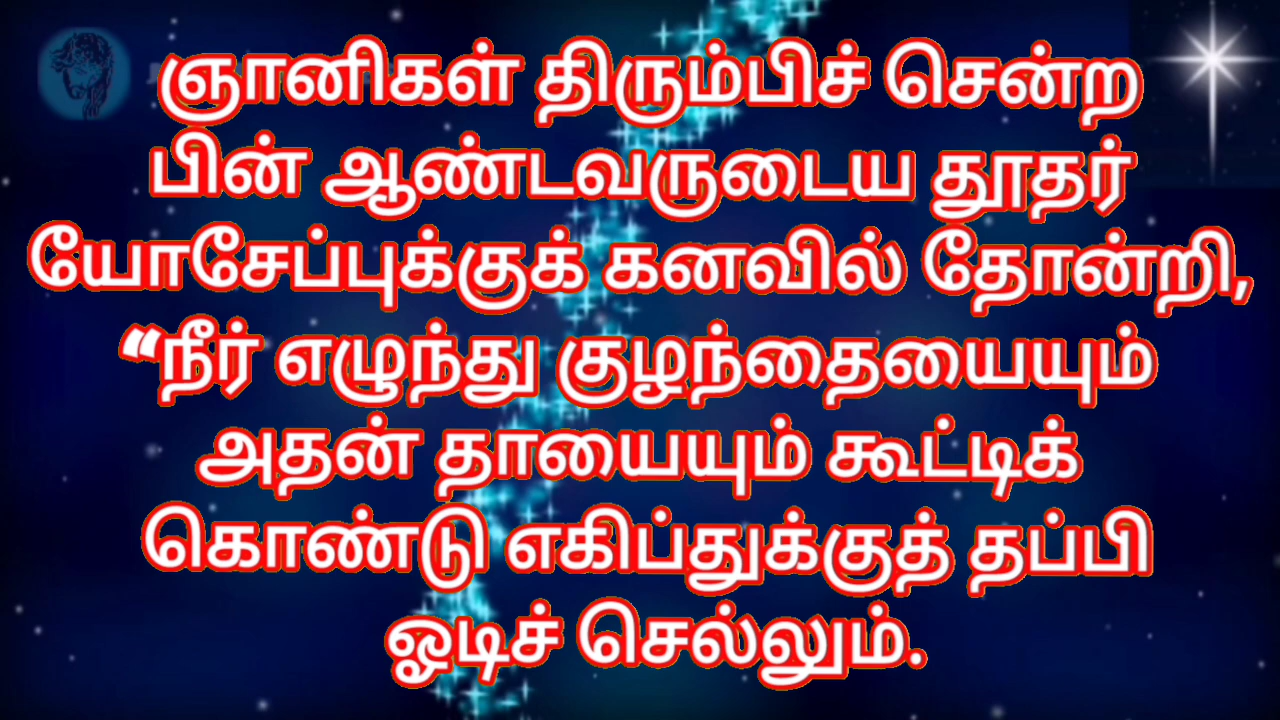 ஞானிகள் திரும்பிச் சென்ற
பின் ஆண்டவருடைய தூதர்
யோசேப்புக்குக் கனவில் தோன்றி,
“நீர் எழுந்து குழந்தையையும்
அதன் தாயையும் கூட்டிக்
கொண்டு எகிப்துக்குத் தப்பி
ஓடிச் செல்லும்.